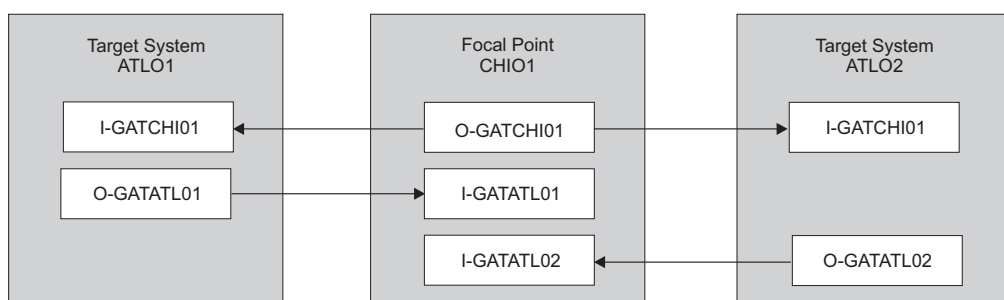 Target System
ATLO1
I-GATCHI01
O-GATATL01
Focal Point
CHIO1
O-GATCHI01
I-GATATL01
I-GATATL02
Target System
ATLO2
I-GATCHI01
O-GATATL02